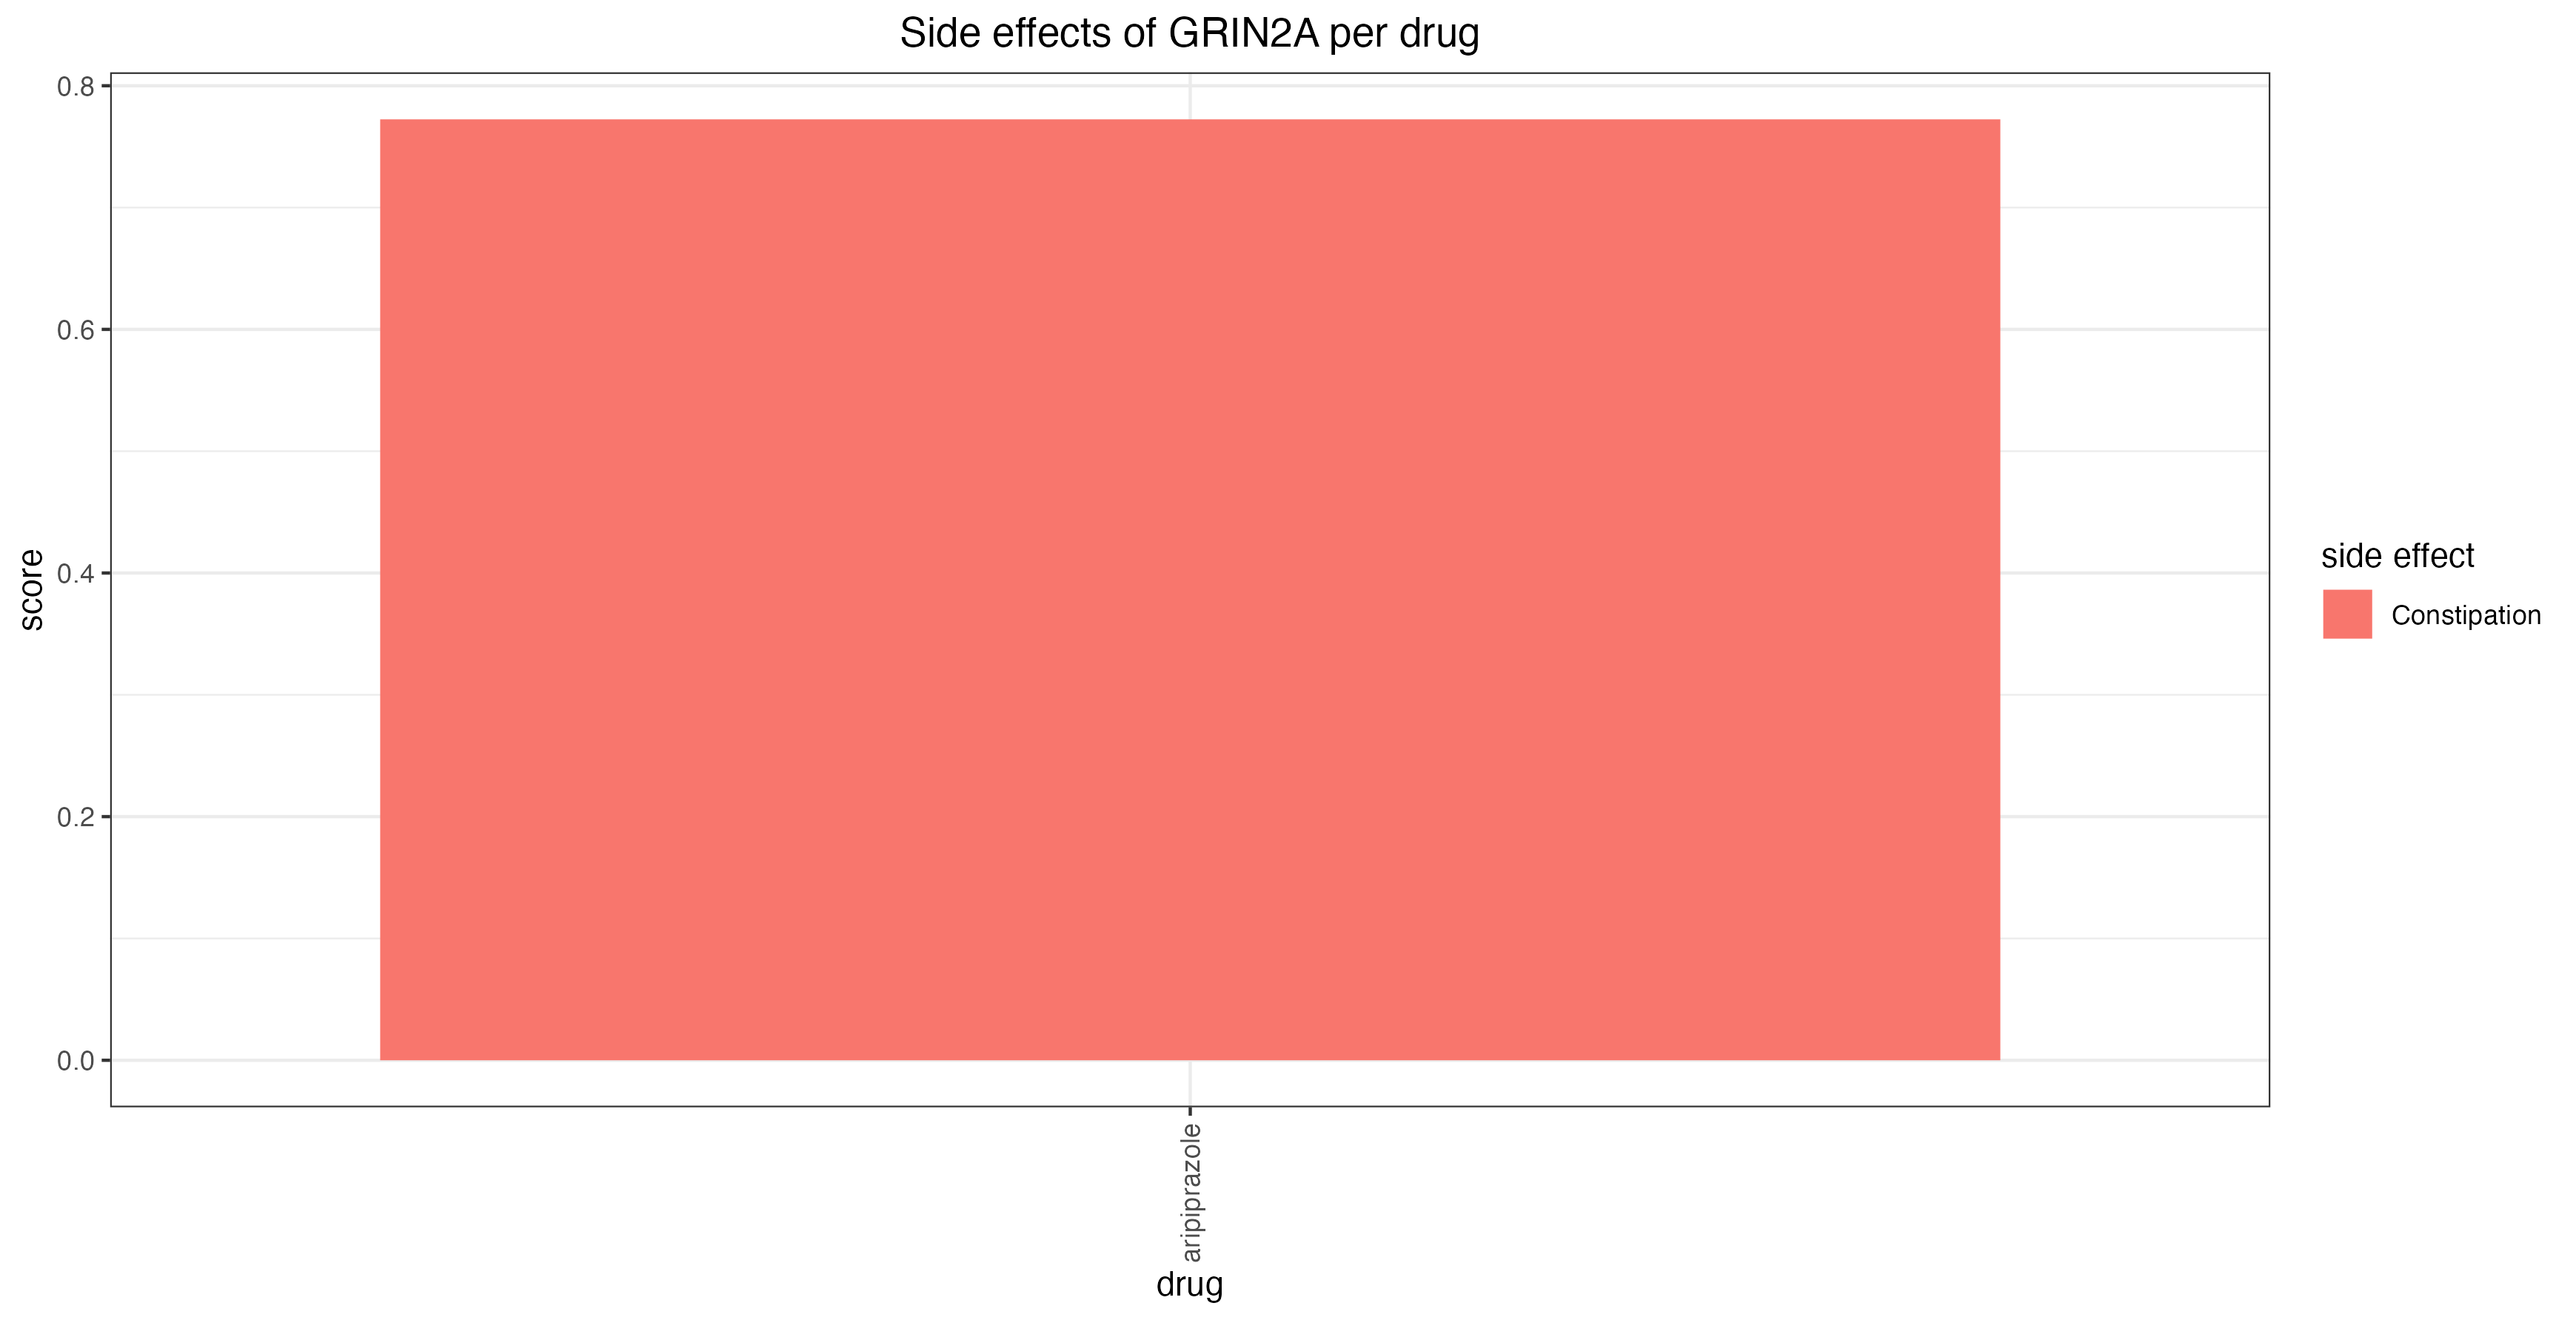 Side effects of GRIN2A per drug
score
0.8
0.6
0.4
0.2
0.0
aripiprazole
drug
side effect
Constipation